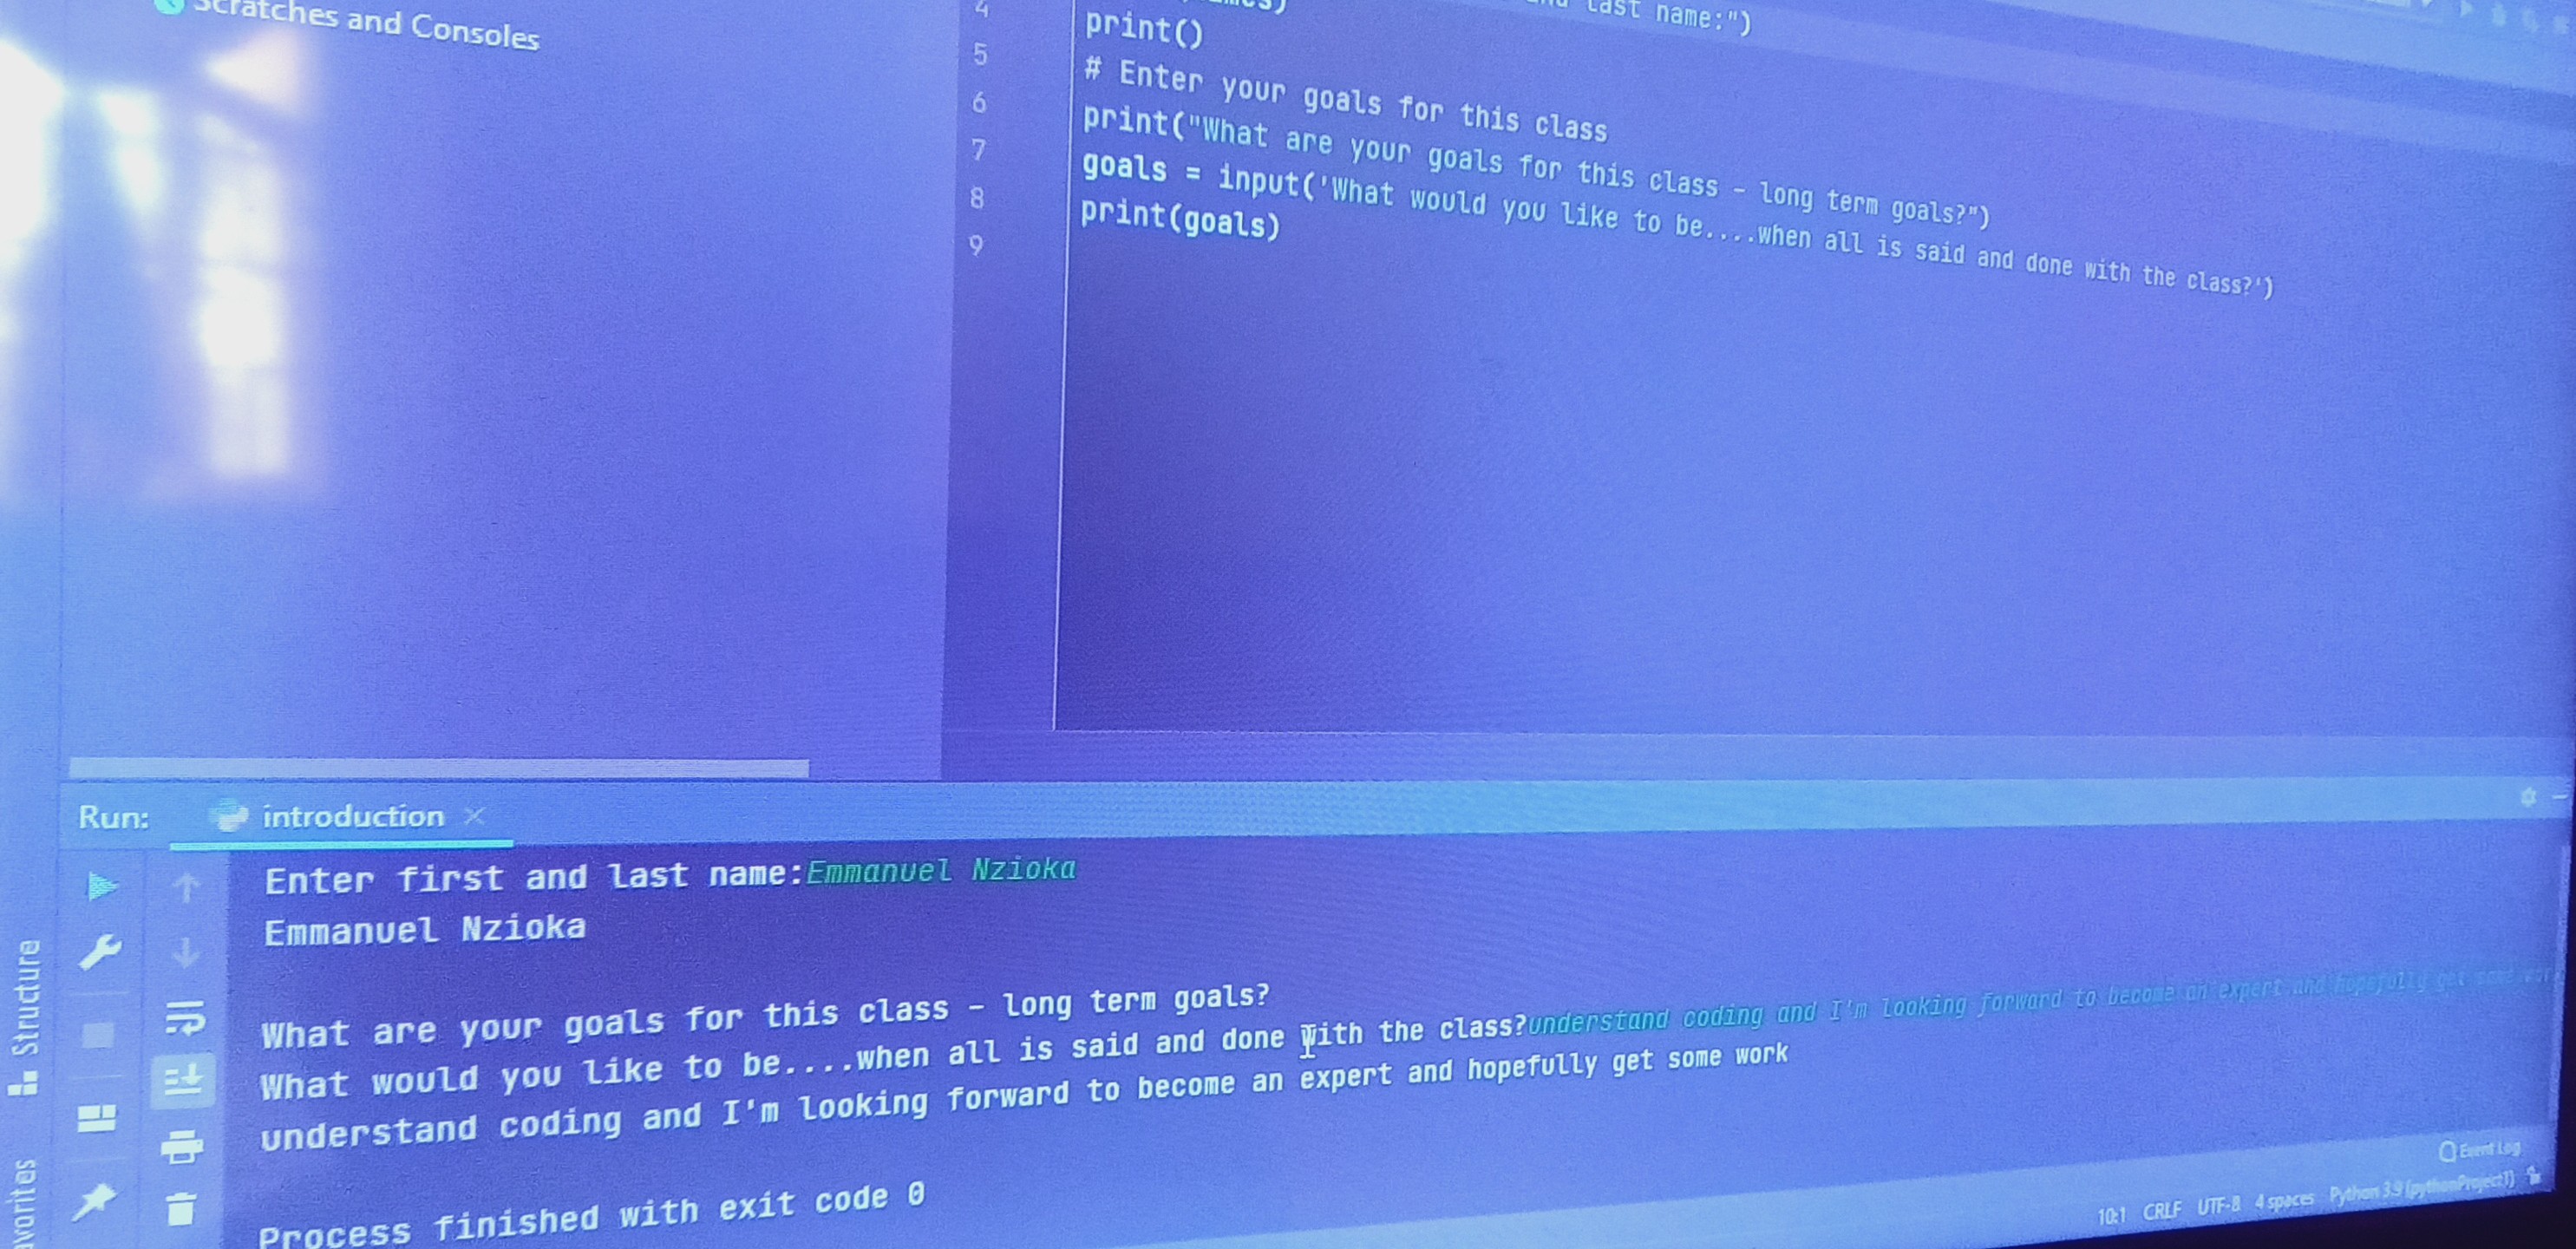 Scratches and Consoles
last name:")
4
print()
5
# Enter your goals for this class
6
print("What are your goals for this class - long term goals?")
7
goals = input('What would you like to be....when all is said and done with the class?')
8
print(goals)
9
Run:
introduction
Enter first and last name:Emmanuel Nzioka
Emmanuel Nzioka
What are your goals for this class - long term goals?
What would you like to be....when all is said and done with the class?understand coding and I'm looking forward to become an expert and hopefully get some
understand coding and I'm looking forward to become an expert and hopefully get some work
Process finished with exit code 0
Structure
Event Log
10:1 CRLF UTF-8 4 spaces Python 3.9 (pythonProject1)